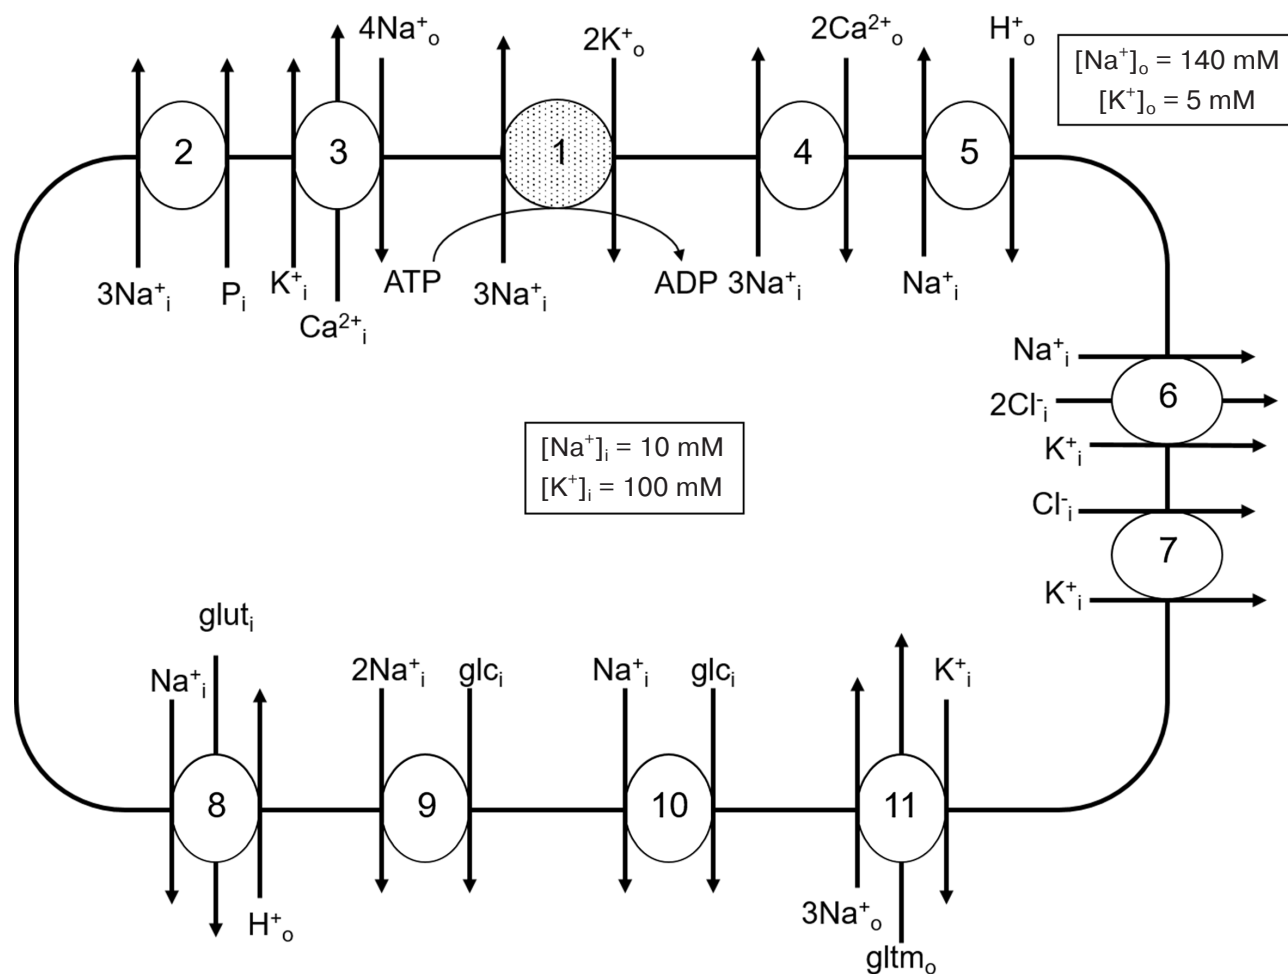 4Na⁺ₒ
2K⁺ₒ
2Ca²⁺ₒ
H⁺ₒ
[Na⁺]ₒ = 140 mM
[K⁺]ₒ = 5 mM
2
3
1
4
5
3Na⁺ᵢ
Pᵢ
K⁺ᵢ
Ca²⁺ᵢ
ATP
3Na⁺ᵢ
ADP
3Na⁺ᵢ
Na⁺ᵢ
Na⁺ᵢ
2Cl⁻ᵢ
6
K⁺ᵢ
[Na⁺]ᵢ = 10 mM
[K⁺]ᵢ = 100 mM
Cl⁻ᵢ
7
K⁺ᵢ
glutᵢ
Na⁺ᵢ
2Na⁺ᵢ
glcᵢ
Na⁺ᵢ
glcᵢ
K⁺ᵢ
8
9
10
11
H⁺ₒ
3Na⁺ₒ
gltmₒ